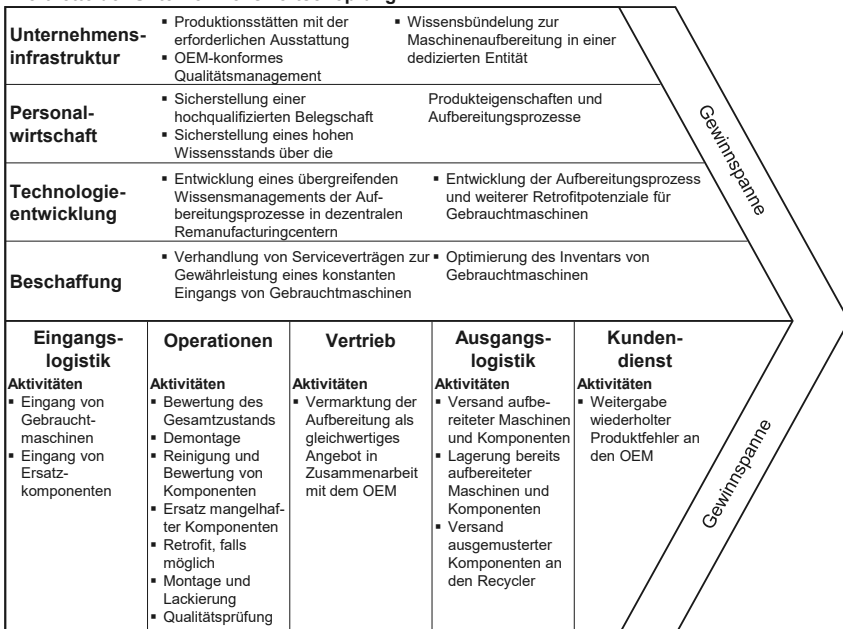 Unternehmens-
infrastruktur
▪ Produktionsstätten mit der
erforderlichen Ausstattung
▪ OEM-konformes
Qualitätsmanagement
▪ Wissensbündelung zur
Maschinenaufbereitung in einer
dedizierten Entität
Personal-
wirtschaft
▪ Sicherstellung einer
hochqualifizierten Belegschaft
▪ Sicherstellung eines hohen
Wissensstands über die
Produkteigenschaften und
Aufbereitungsprozesse
Technologie-
entwicklung
▪ Entwicklung eines übergreifenden
Wissensmanagements der Auf-
bereitungsprozesse in dezentralen
Remanufacturingcentern
▪ Entwicklung der Aufbereitungsprozess
und weiterer Retrofitpotenziale für
Gebrauchtmaschinen
Beschaffung
▪ Verhandlung von Serviceverträgen zur
Gewährleistung eines konstanten
Eingangs von Gebrauchtmaschinen
▪ Optimierung des Inventars von
Gebrauchtmaschinen
Gewinnspanne
Eingangs-
logistik
Aktivitäten
▪ Eingang von
Gebraucht-
maschinen
▪ Eingang von
Ersatz-
komponenten
Operationen
Aktivitäten
▪ Bewertung des
Gesamtzustands
▪ Demontage
▪ Reinigung und
Bewertung von
Komponenten
▪ Ersatz mangelhaf-
ter Komponenten
▪ Retrofit, falls
möglich
▪ Montage und
Lackierung
▪ Qualitätsprüfung
Vertrieb
Aktivitäten
▪ Vermarktung der
Aufbereitung als
gleichwertiges
Angebot in
Zusammenarbeit
mit dem OEM
Ausgangs-
logistik
Aktivitäten
▪ Versand aufbe-
reiteter Maschinen
und Komponenten
▪ Lagerung bereits
aufbereiteter
Maschinen und
Komponenten
▪ Versand
ausgemusterter
Komponenten an
den Recycler
Kunden-
dienst
Aktivitäten
▪ Weitergabe
wiederholter
Produktfehler an
den OEM
Gewinnspanne